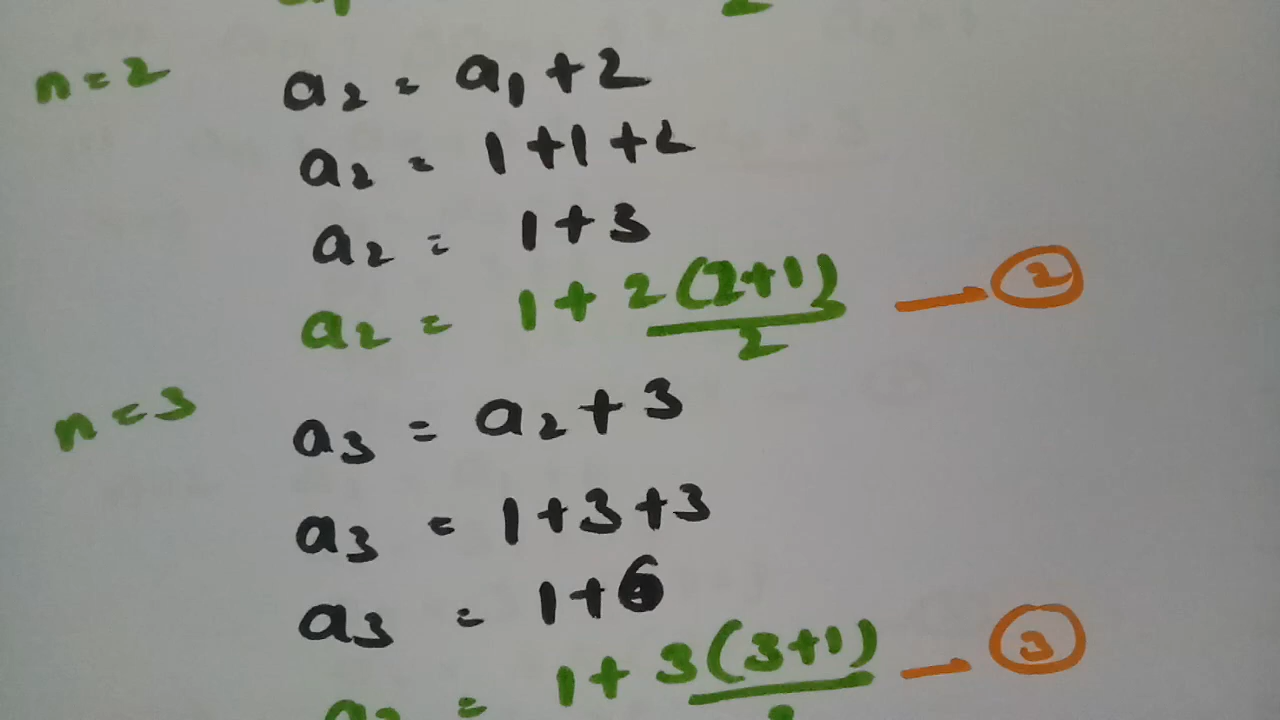 n=2 a₂ = a₁+2
a₂ = 1+1+2
a₂ = 1+3
a₂ = 1+ 2(2+1)/2 — ②
n=3 a₃ = a₂+3
a₃ = 1+3+3
a₃ = 1+6
= 1+ 3(3+1) — ③